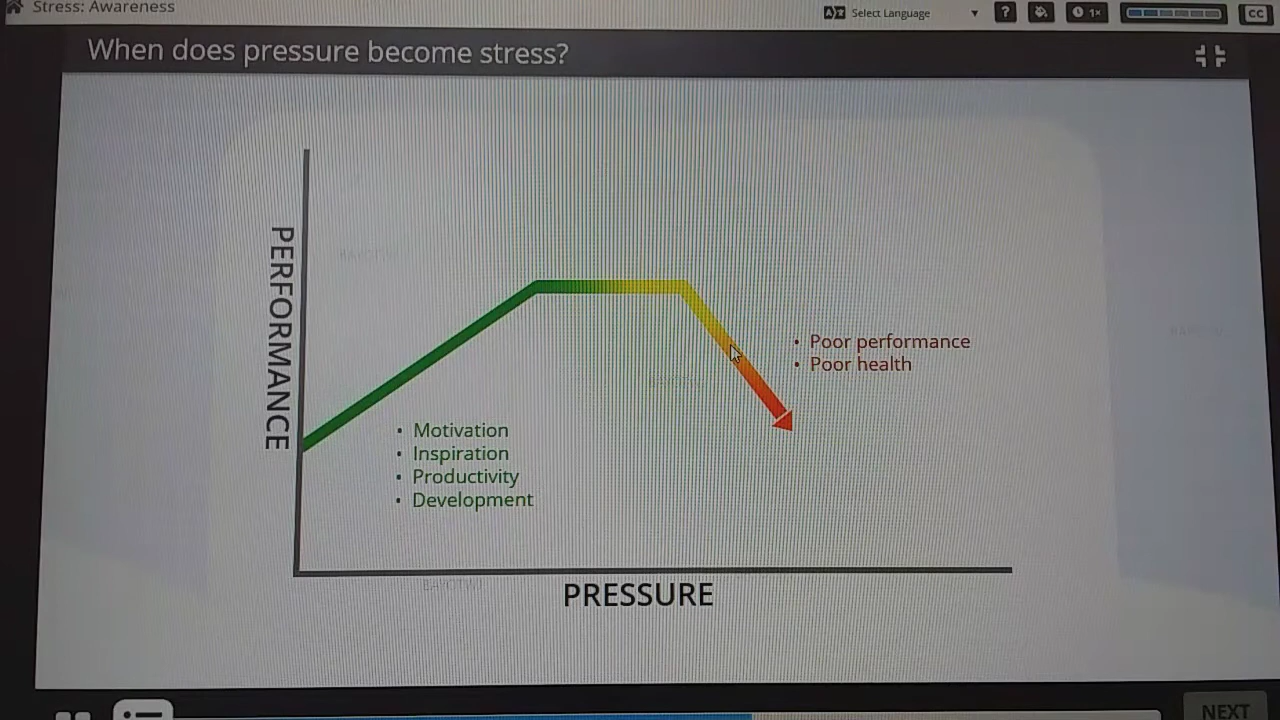 Stress: Awareness
Select Language
?
1×
CC
When does pressure become stress?
PERFORMANCE
• Poor performance
• Poor health
• Motivation
• Inspiration
• Productivity
• Development
PRESSURE
NEXT